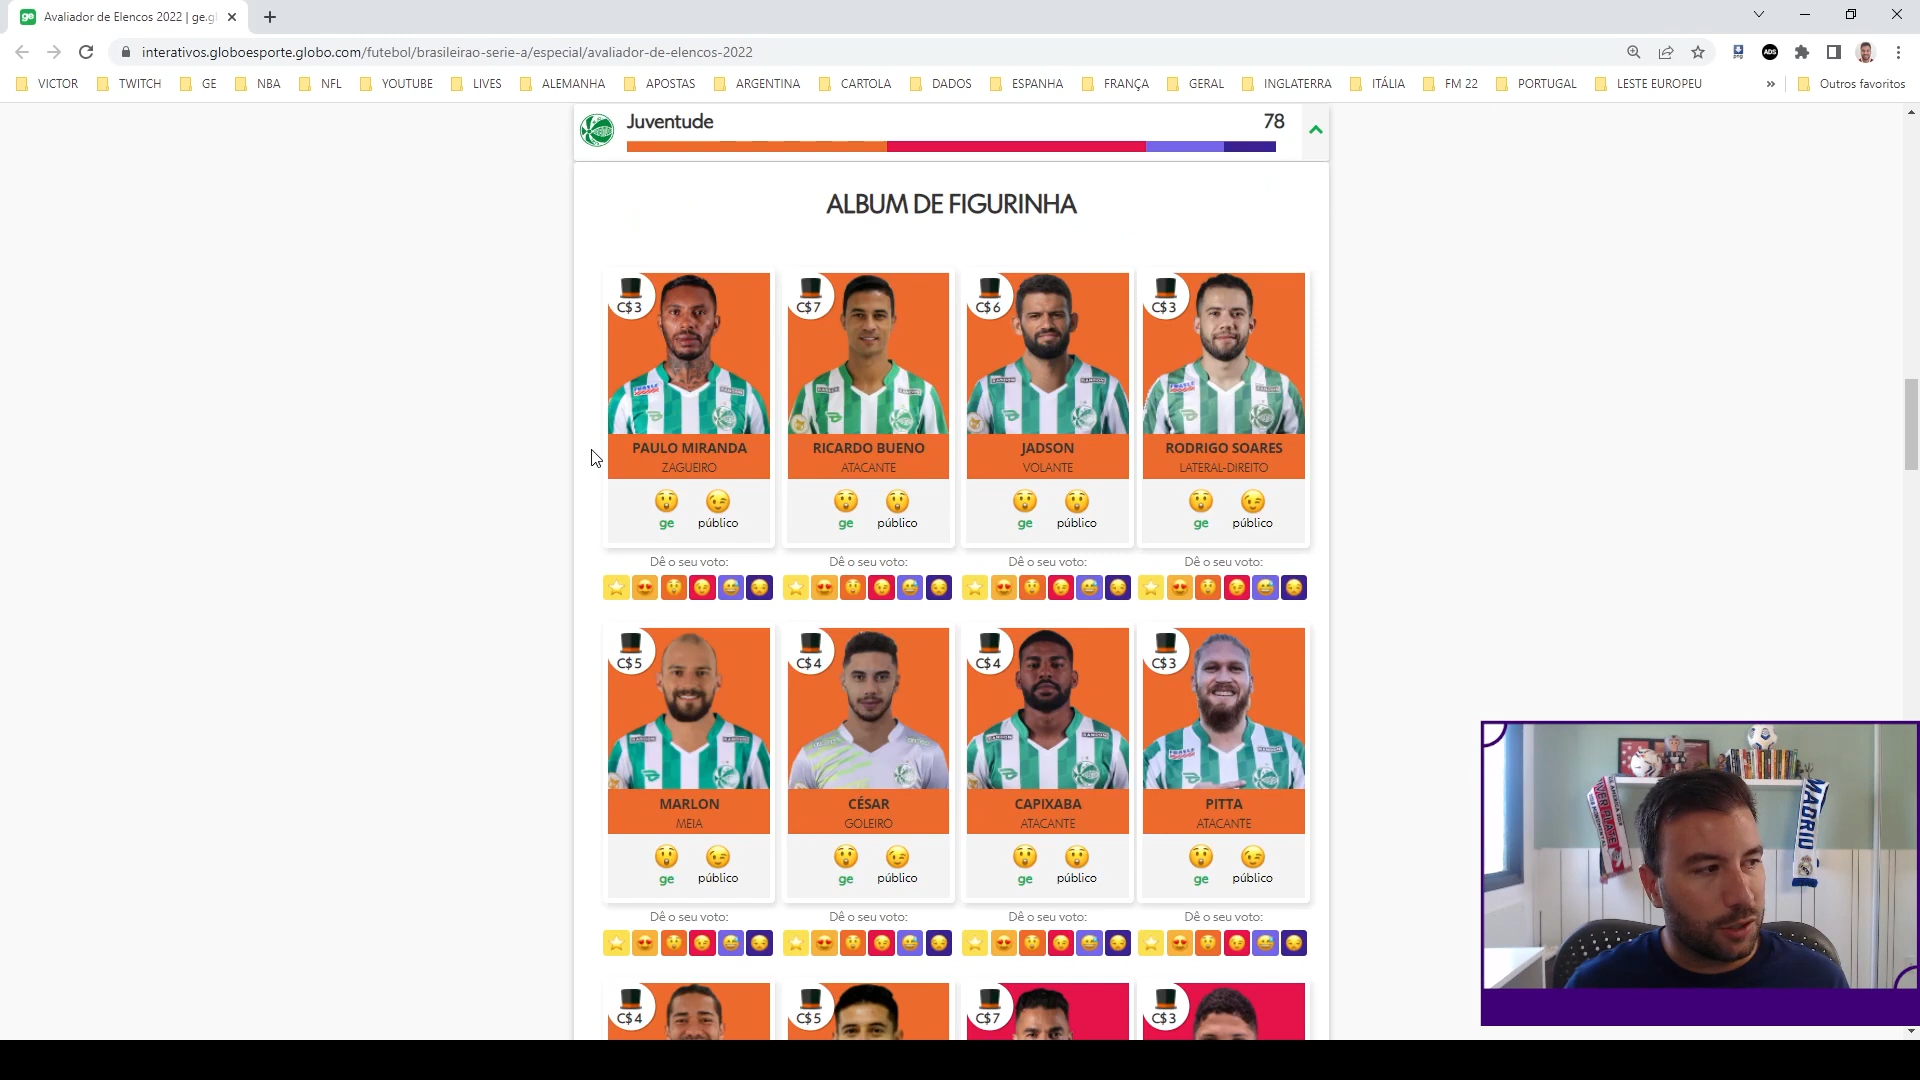 ge
Avaliador de Elencos 2022 | ge.gl
interativos.globoesporte.globo.com/futebol/brasileirao-serie-a/especial/avaliador-de-elencos-2022
VICTOR TWITCH GE NBA NFL YOUTUBE LIVES ALEMANHA APOSTAS ARGENTINA CARTOLA DADOS ESPANHA FRANÇA GERAL INGLATERRA ITÁLIA FM 22 PORTUGAL LESTE EUROPEU » Outros favoritos
Juventude 78
ALBUM DE FIGURINHA
C$ 3 C$ 7 C$ 6 C$ 3
PAULO MIRANDA RICARDO BUENO JADSON RODRIGO SOARES
ZAGUEIRO ATACANTE VOLANTE LATERAL-DIREITO
ge público ge público ge público ge público
Dê o seu voto: Dê o seu voto: Dê o seu voto: Dê o seu voto:
C$ 5 C$ 4 C$ 4 C$ 3
MARLON CÉSAR CAPIXABA PITTA
MEIA GOLEIRO ATACANTE ATACANTE
ge público ge público ge público ge público
Dê o seu voto: Dê o seu voto: Dê o seu voto: Dê o seu voto:
C$ 4 C$ 5 C$ 7 C$ 3
MADRID